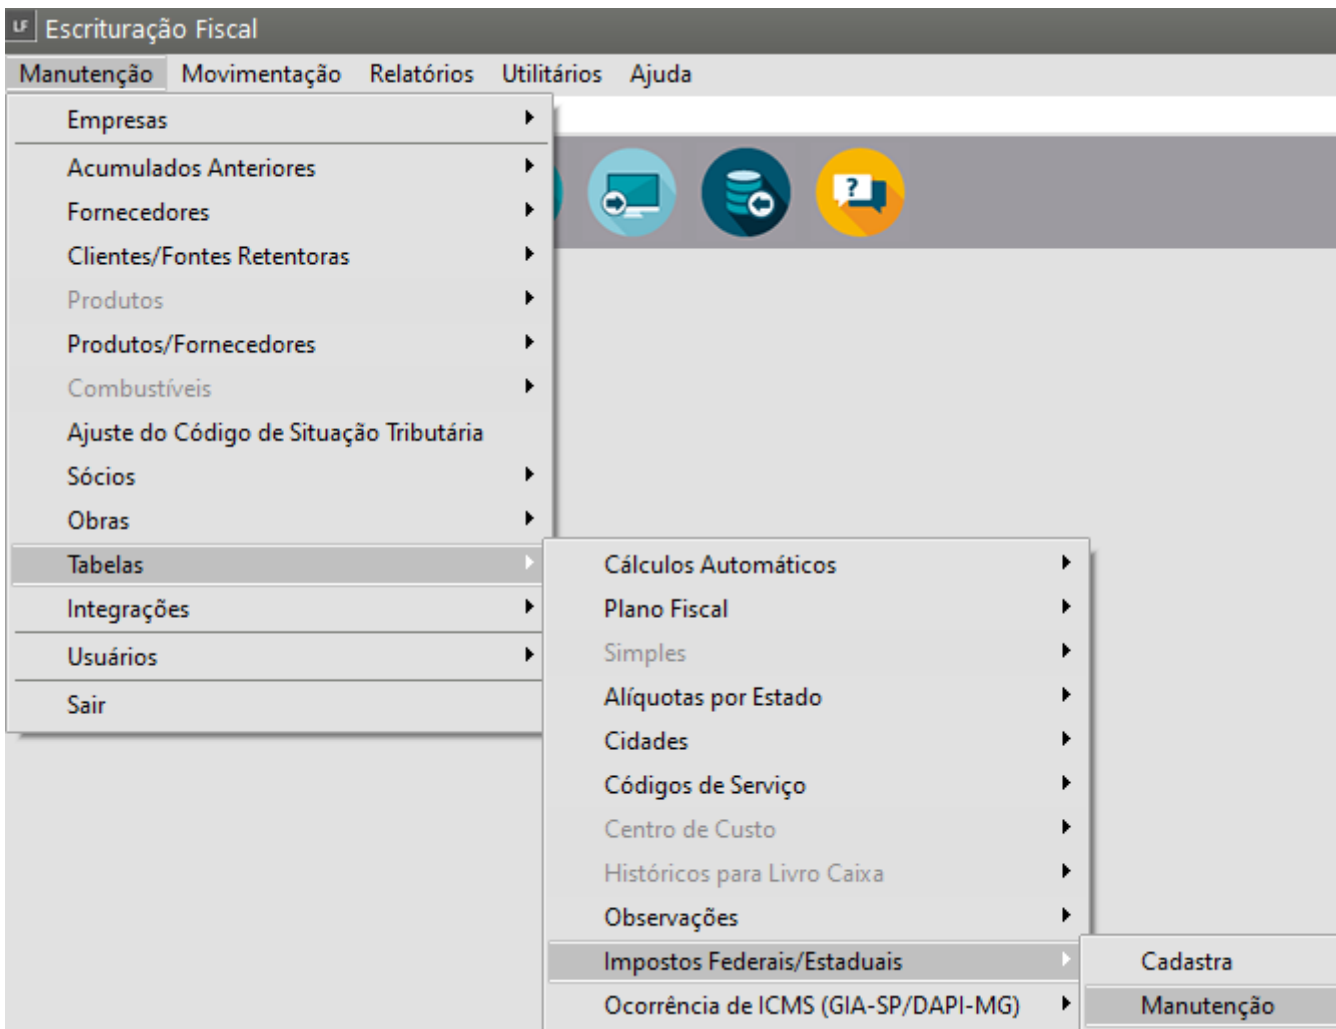 LF Escrituração Fiscal
Manutenção Movimentação Relatórios Utilitários Ajuda
Empresas
Acumulados Anteriores
Fornecedores
Clientes/Fontes Retentoras
Produtos
Produtos/Fornecedores
Combustíveis
Ajuste do Código de Situação Tributária
Sócios
Obras
Tabelas
Integrações
Usuários
Sair
Cálculos Automáticos
Plano Fiscal
Simples
Alíquotas por Estado
Cidades
Códigos de Serviço
Centro de Custo
Históricos para Livro Caixa
Observações
Impostos Federais/Estaduais
Ocorrência de ICMS (GIA-SP/DAPI-MG)
Cadastra
Manutenção
?